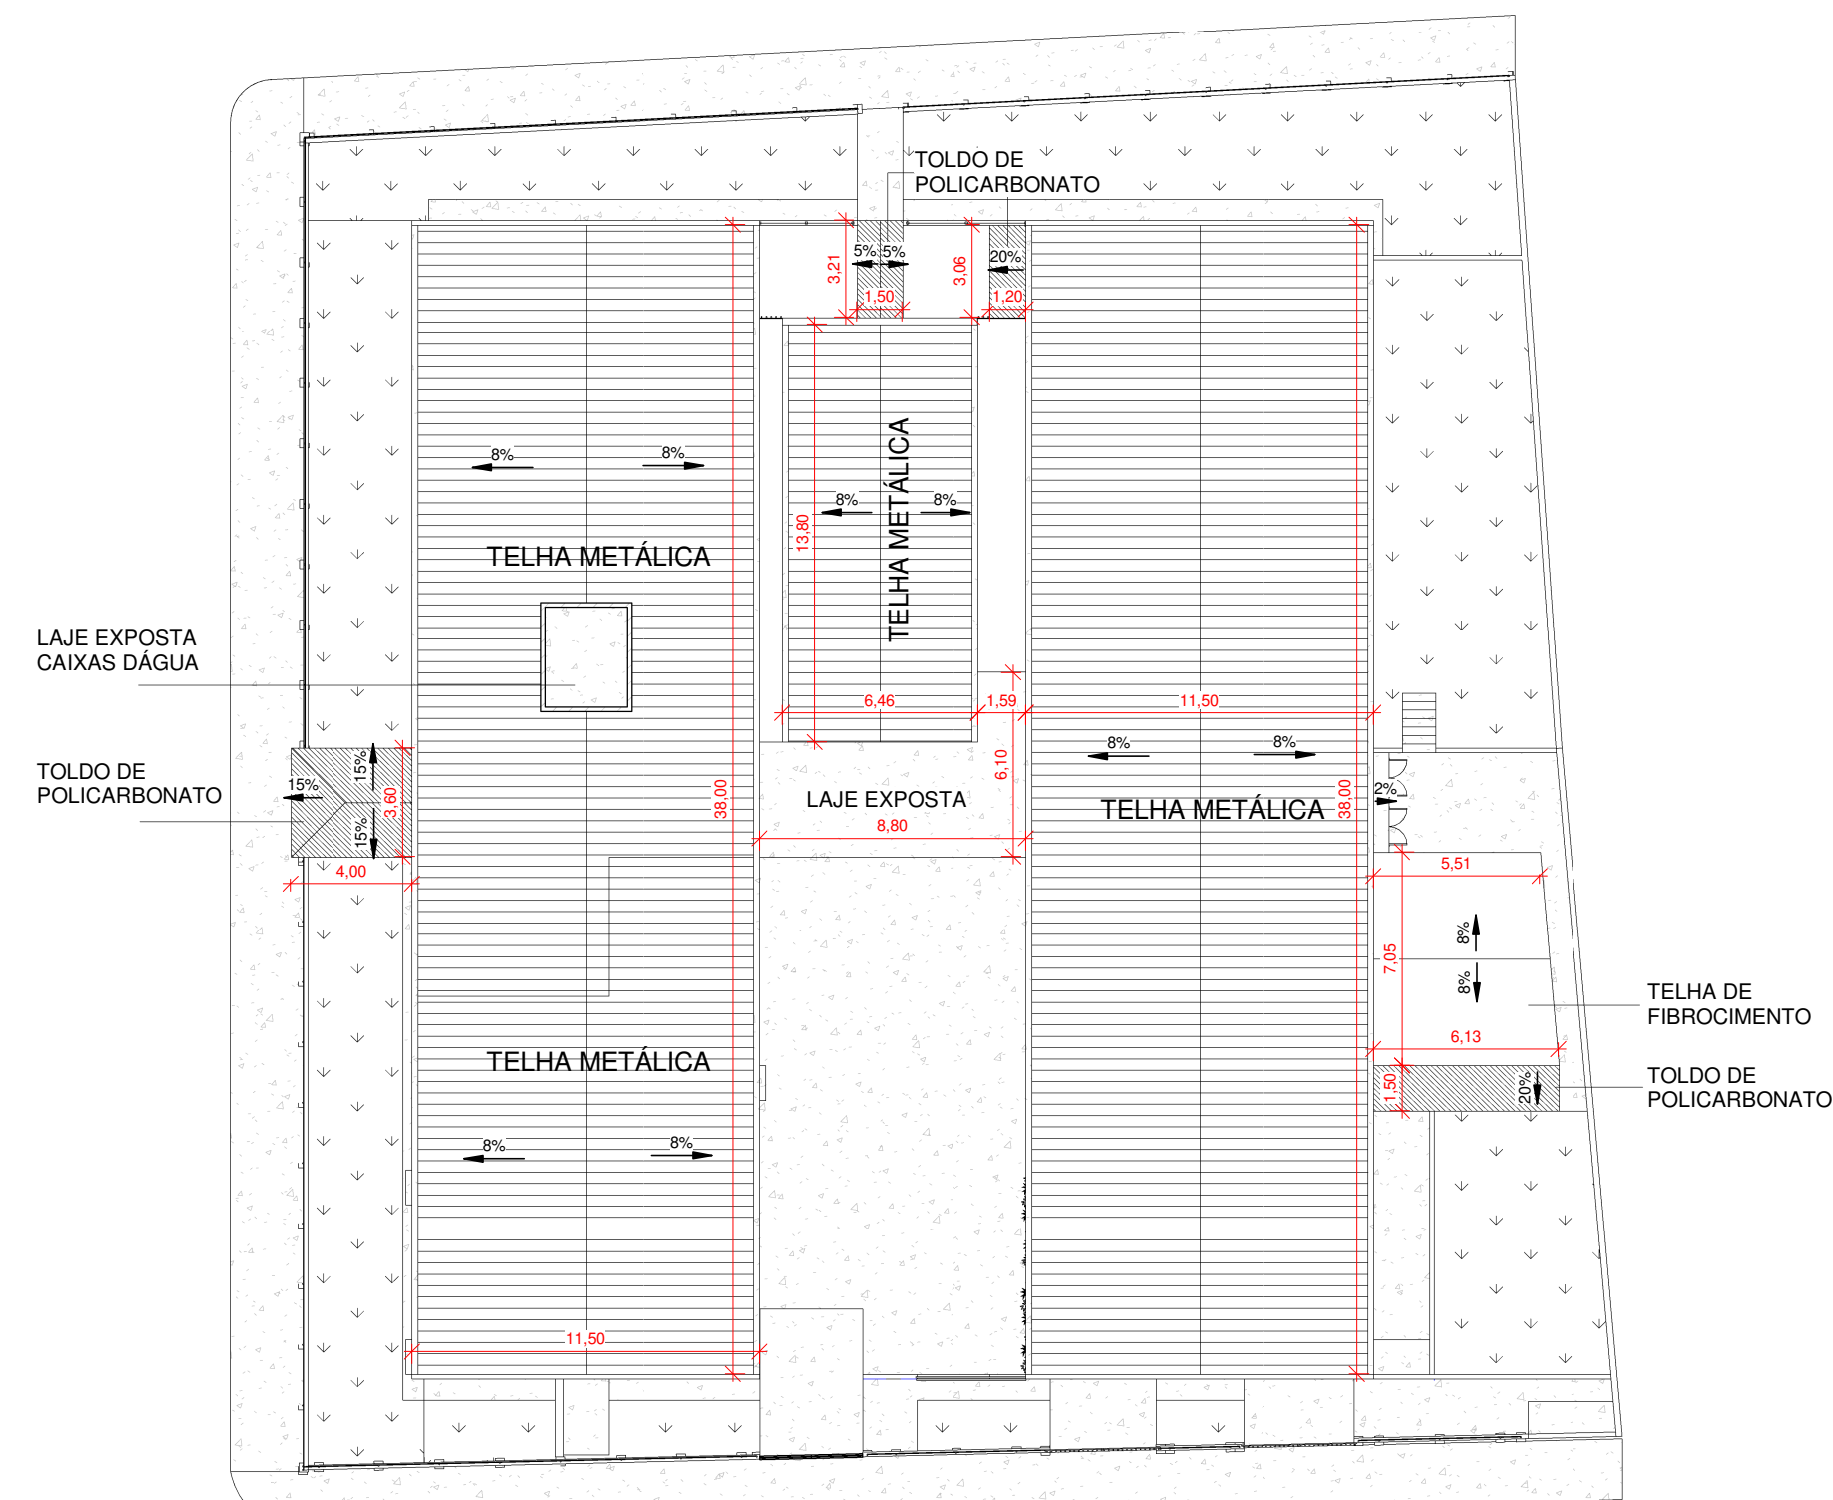 TOLDO DE
POLICARBONATO
5%
5%
20%
3,21
3,06
1,50
1,20
8%
8%
TELHA METÁLICA
8%
8%
13,80
TELHA METÁLICA
LAJE EXPOSTA
CAIXAS DÁGUA
6,46
1,59
11,50
8%
8%
6,10
TOLDO DE
POLICARBONATO
15%
15%
15%
3,60
4,00
38,00
LAJE EXPOSTA
8,80
TELHA METÁLICA
38,00
2%
5,51
8%
8%
7,05
TELHA DE
FIBROCIMENTO
6,13
1,50
20%
TOLDO DE
POLICARBONATO
TELHA METÁLICA
8%
8%
11,50